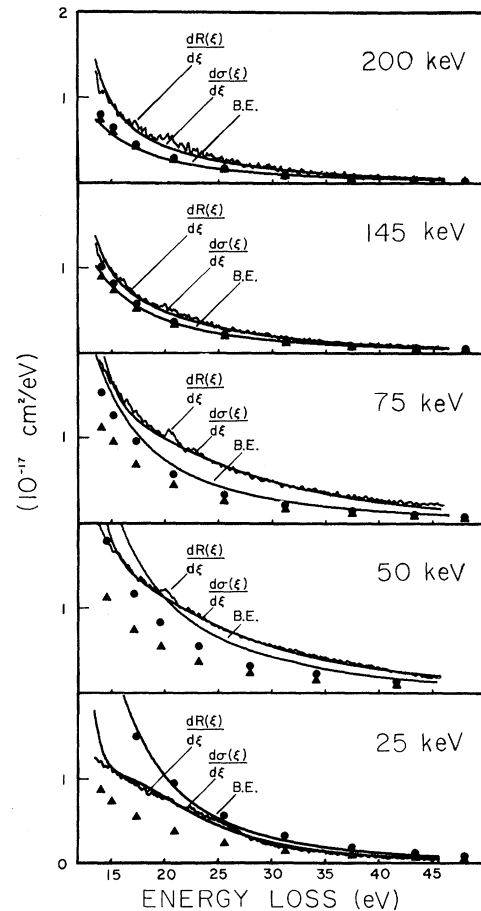 2
dR(ξ)
dξ
200 keV
dσ(ξ)
dξ
B.E.
1
dR(ξ)
dξ
145 keV
dσ(ξ)
dξ
B.E.
1
dR(ξ)
dξ
75 keV
dσ(ξ)
dξ
B.E.
1
(10⁻¹⁷ cm²/eV)
dR(ξ)
dξ
50 keV
dσ(ξ)
dξ
B.E.
1
dR(ξ)
dξ
25 keV
dσ(ξ)
dξ
B.E.
1
0
15 20 25 30 35 40 45
ENERGY LOSS (eV)